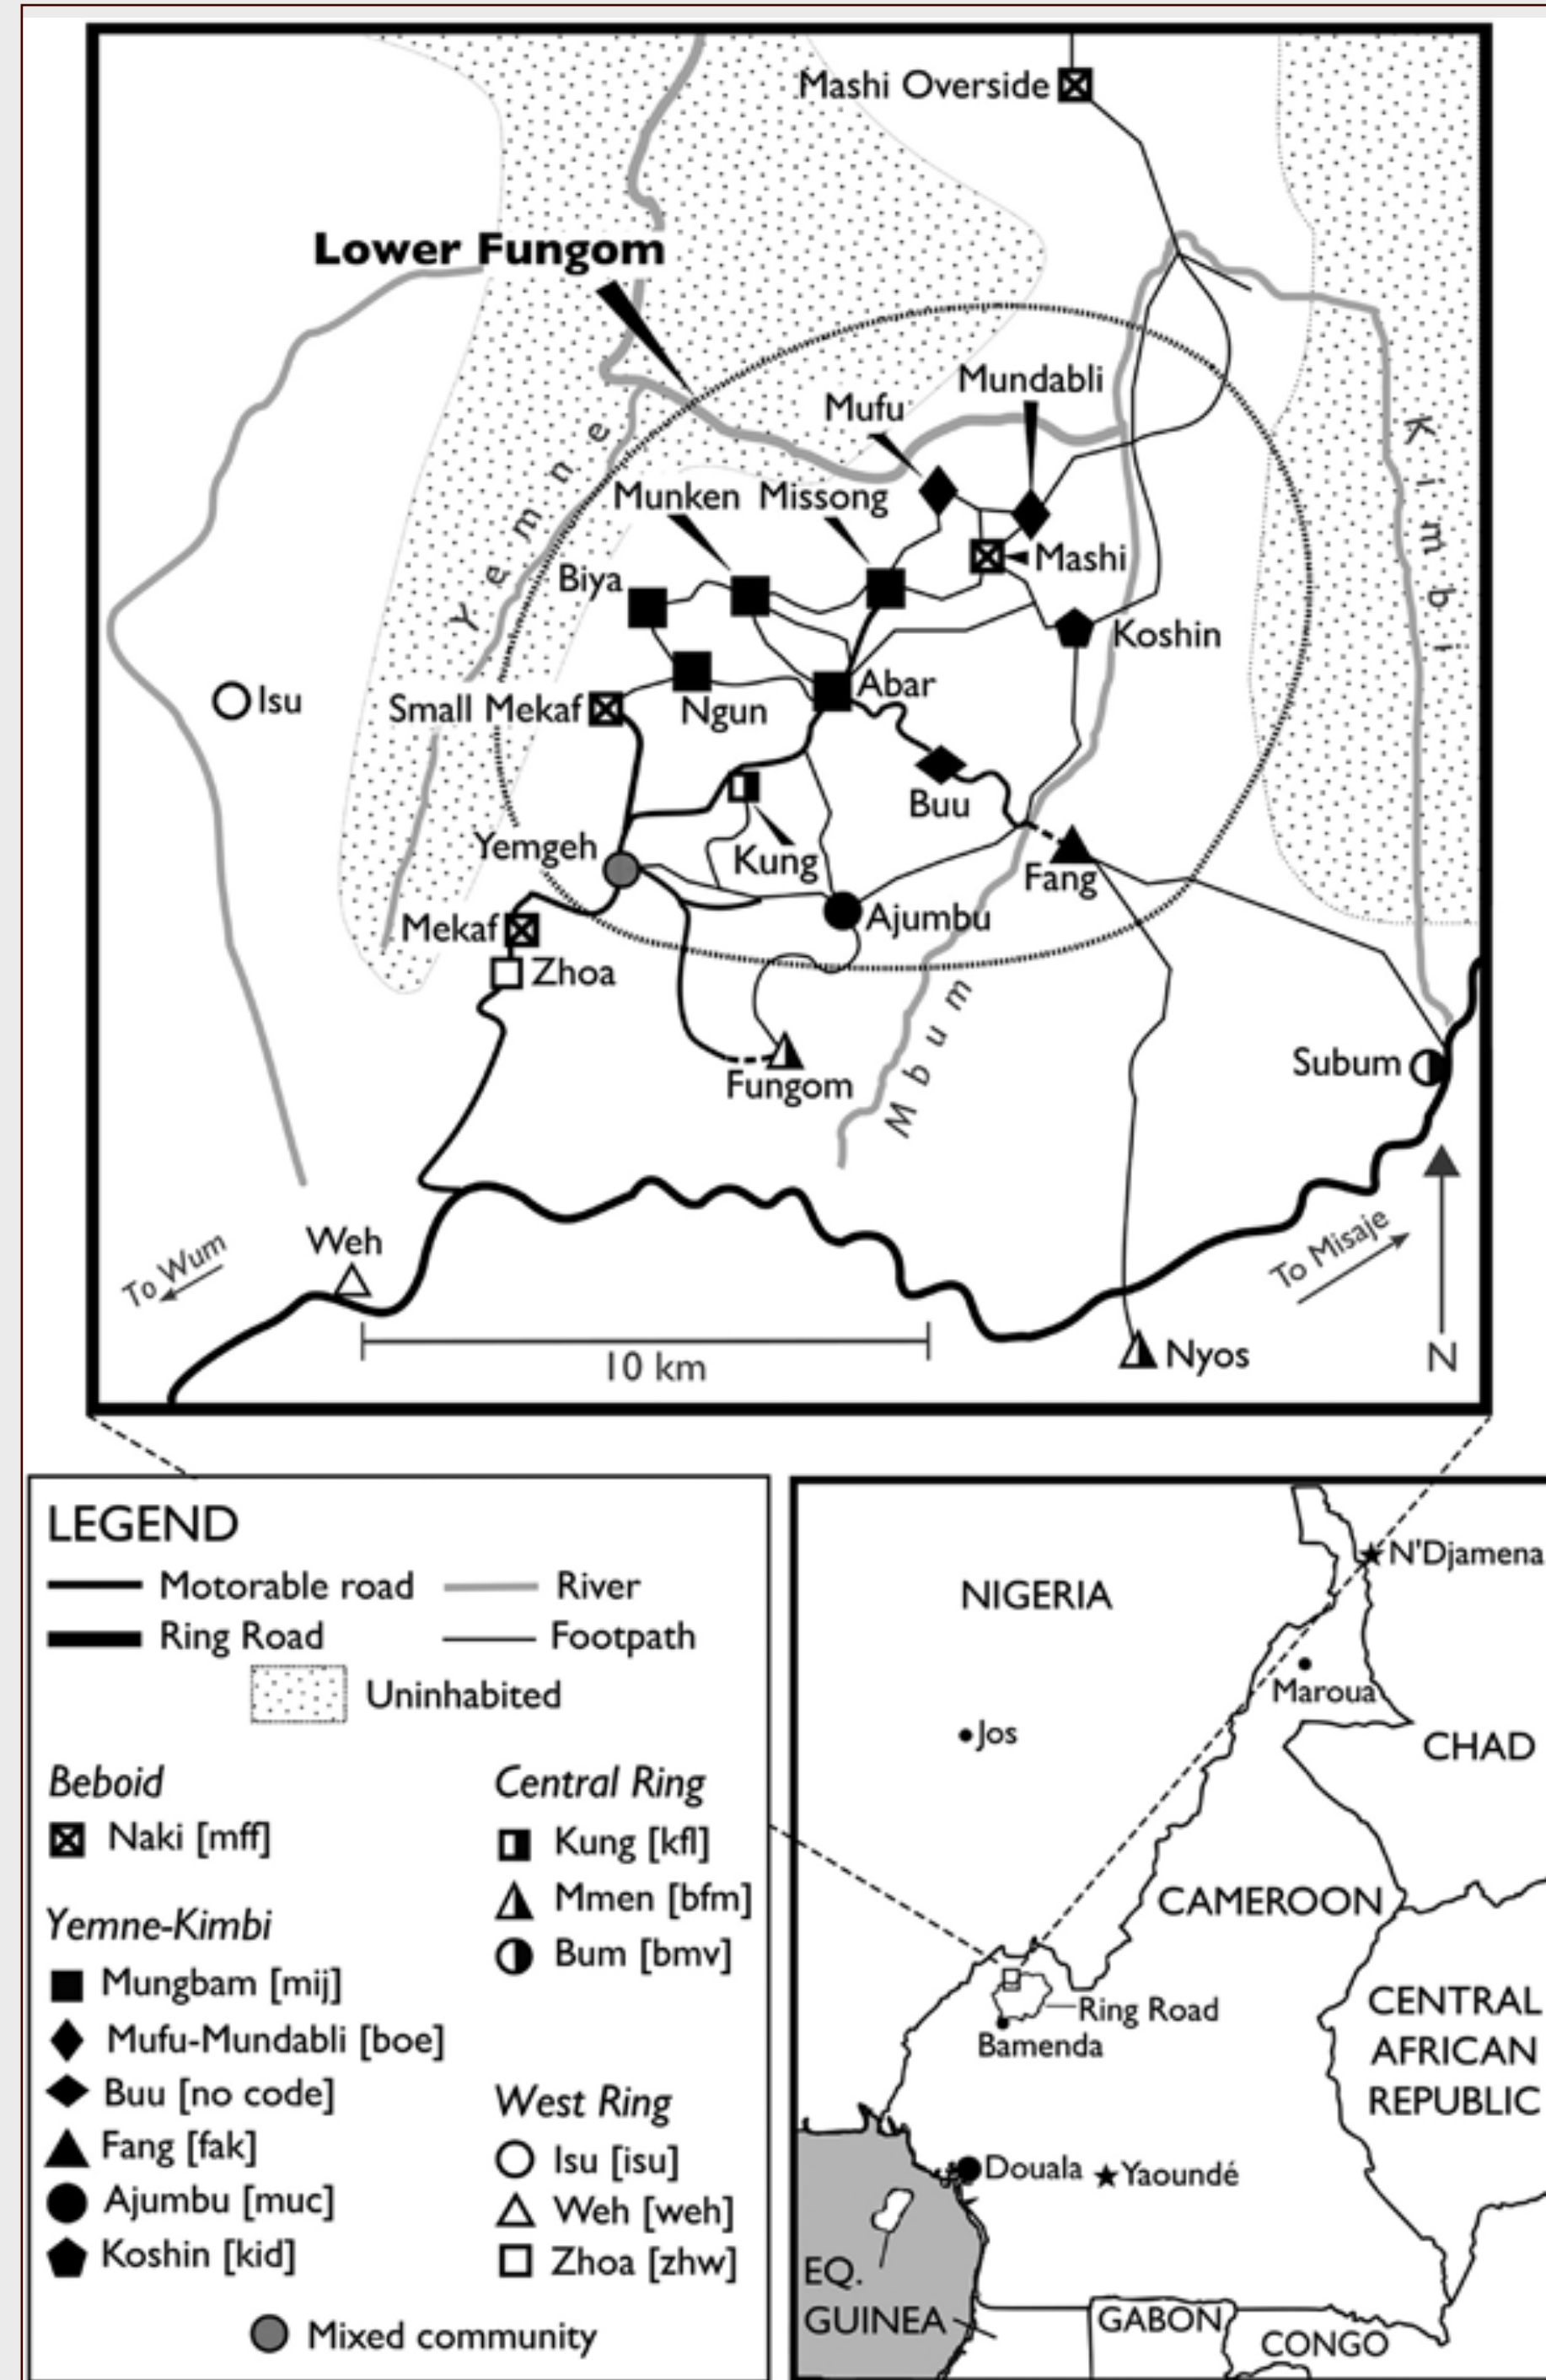 Mashi Overside
Lower Fungom
Mundabli
Mufu
Munken
Missong
Mashi
Biya
Koshin
Yemne
Kimbi
Isu
Small Mekaf
Ngun
Abar
Buu
Yemgeh
Kung
Fang
Mekaf
Ajumbu
Zhoa
Mbum
Fungom
Subum
Weh
To Wum
To Misaje
10 km
Nyos
N
LEGEND
Motorable road
River
Ring Road
Footpath
Uninhabited
Beboid
Naki [mff]
Yemne-Kimbi
Mungbam [mij]
Mufu-Mundabli [boe]
Buu [no code]
Fang [fak]
Ajumbu [muc]
Koshin [kid]
Central Ring
Kung [kfl]
Mmen [bfm]
Bum [bmv]
West Ring
Isu [isu]
Weh [weh]
Zhoa [zhw]
Mixed community
N'Djamena
NIGERIA
Maroua
Jos
CHAD
CAMEROON
Ring Road
Bamenda
CENTRAL
AFRICAN
REPUBLIC
Douala
Yaoundé
EQ.
GUINEA
GABON
CONGO